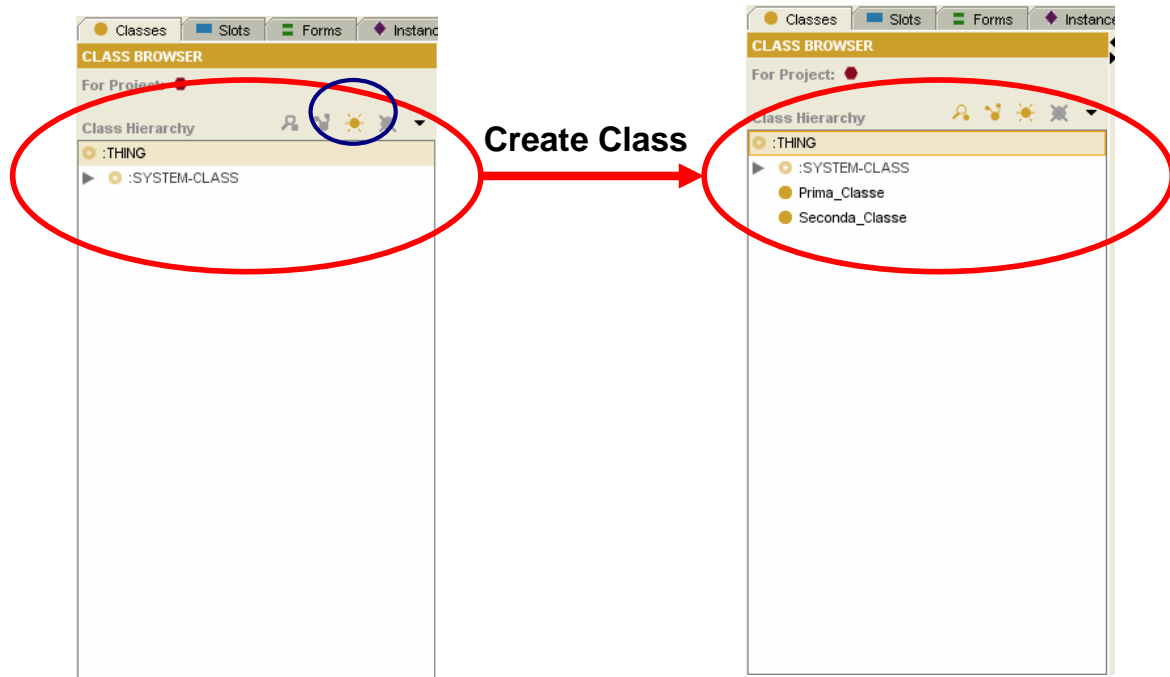 Classes Slots Forms Instanc
CLASS BROWSER
For Project:
Class Hierarchy
:THING
:SYSTEM-CLASS
Create Class
Classes Slots Forms Instance
CLASS BROWSER
For Project:
Class Hierarchy
:THING
:SYSTEM-CLASS
Prima_Classe
Seconda_Classe